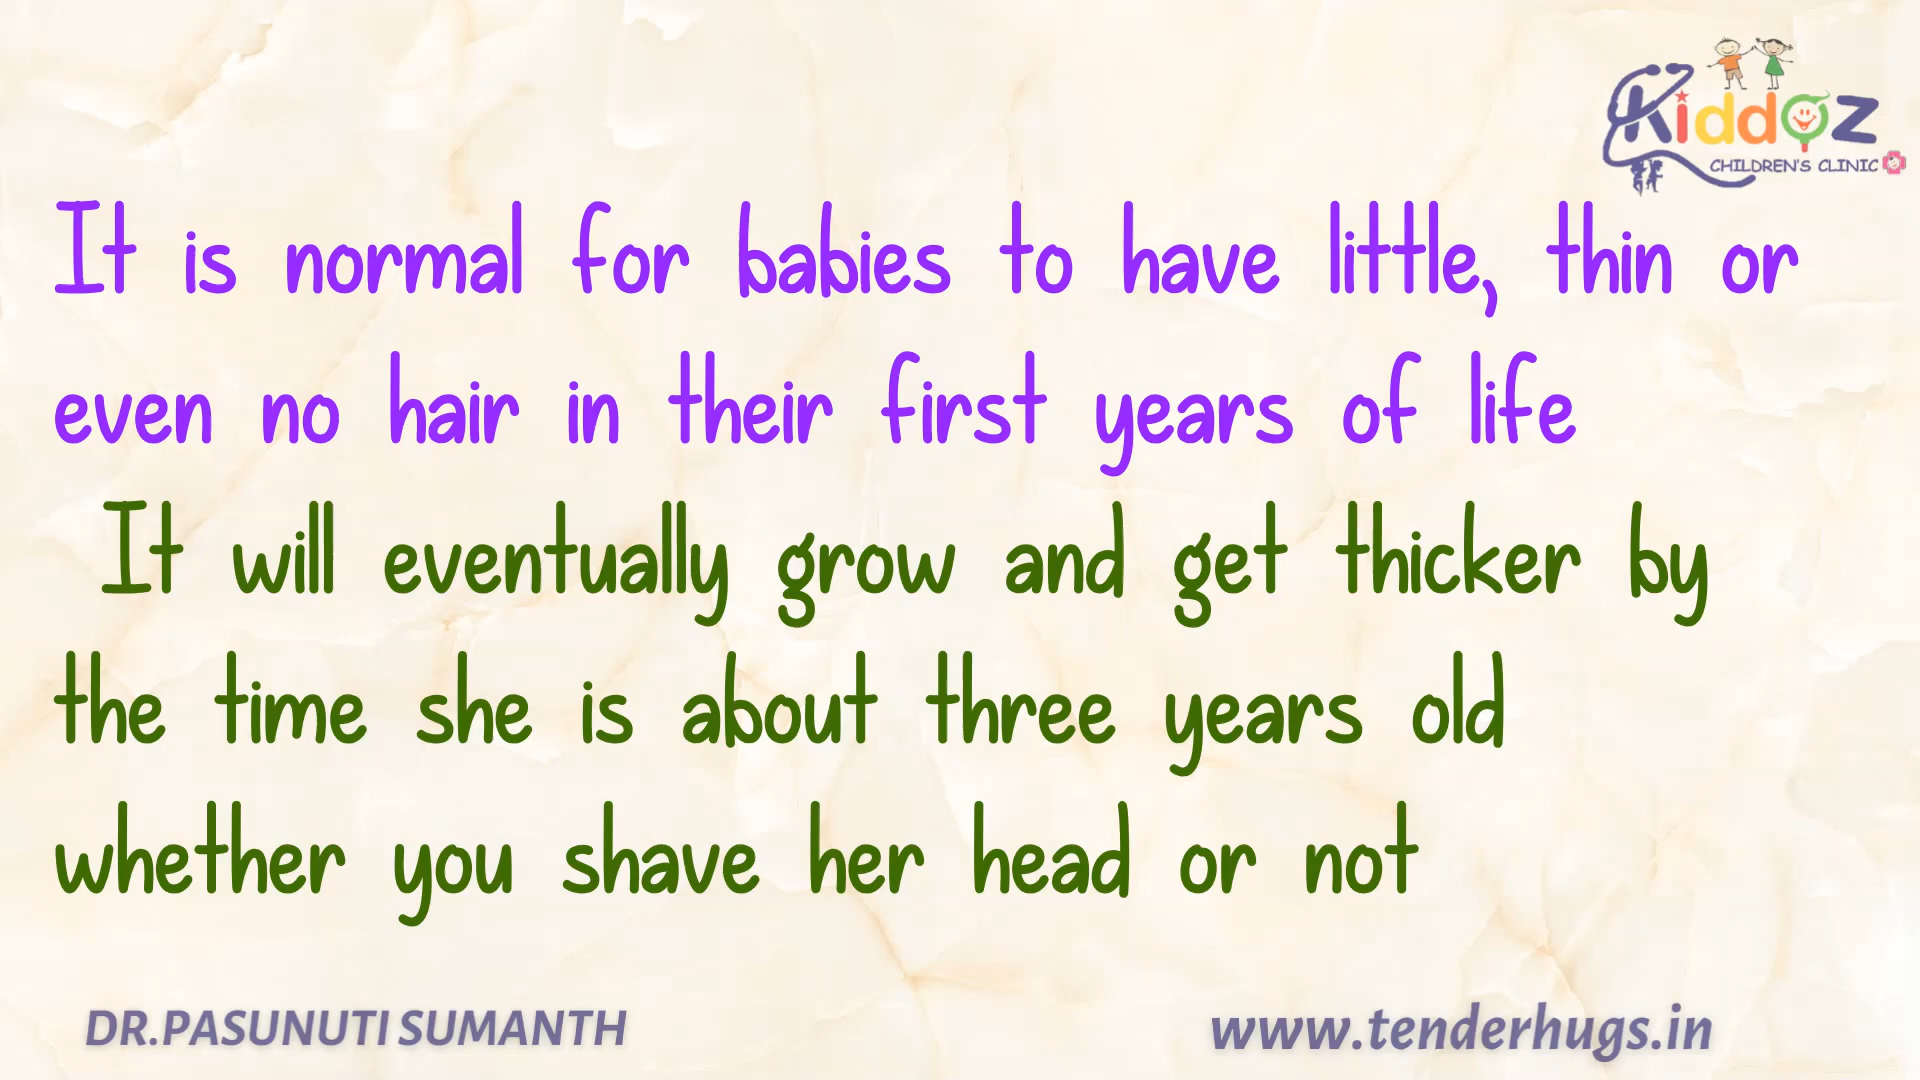 Kiddoz
CHILDREN'S CLINIC
It is normal for babies to have little, thin or
even no hair in their first years of life
It will eventually grow and get thicker by
the time she is about three years old
whether you shave her head or not
DR.PASUNUTI SUMANTH
www.tenderhugs.in